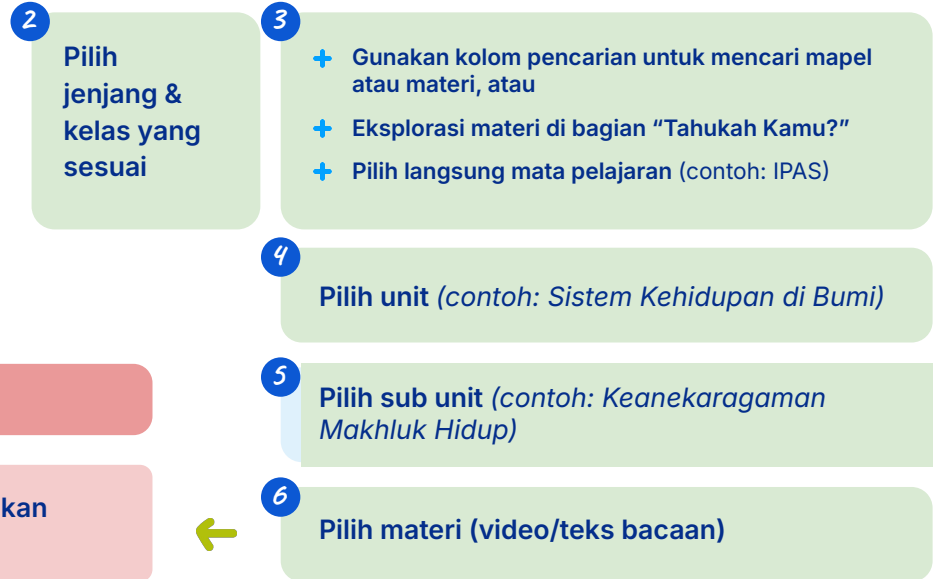 2
Pilih
jenjang &
kelas yang
sesuai
3
Gunakan kolom pencarian untuk mencari mapel
atau materi, atau
Eksplorasi materi di bagian “Tahukah Kamu?”
Pilih langsung mata pelajaran (contoh: IPAS)
4
Pilih unit (contoh: Sistem Kehidupan di Bumi)
5
Pilih sub unit (contoh: Keanekaragaman
Makhluk Hidup)
6
Pilih materi (video/teks bacaan)
kan